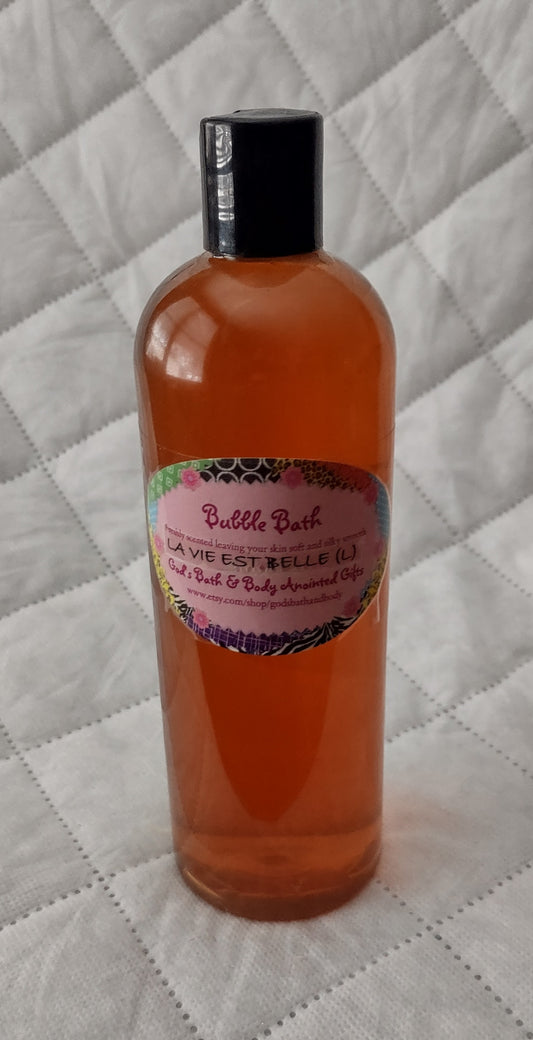 Bubble Bath
Freshly scented leaving your skin soft and silky smooth
LA VIE EST BELLE (L)
God's Bath & Body Anointed Gifts
www.etsy.com/shop/godsbathandbody